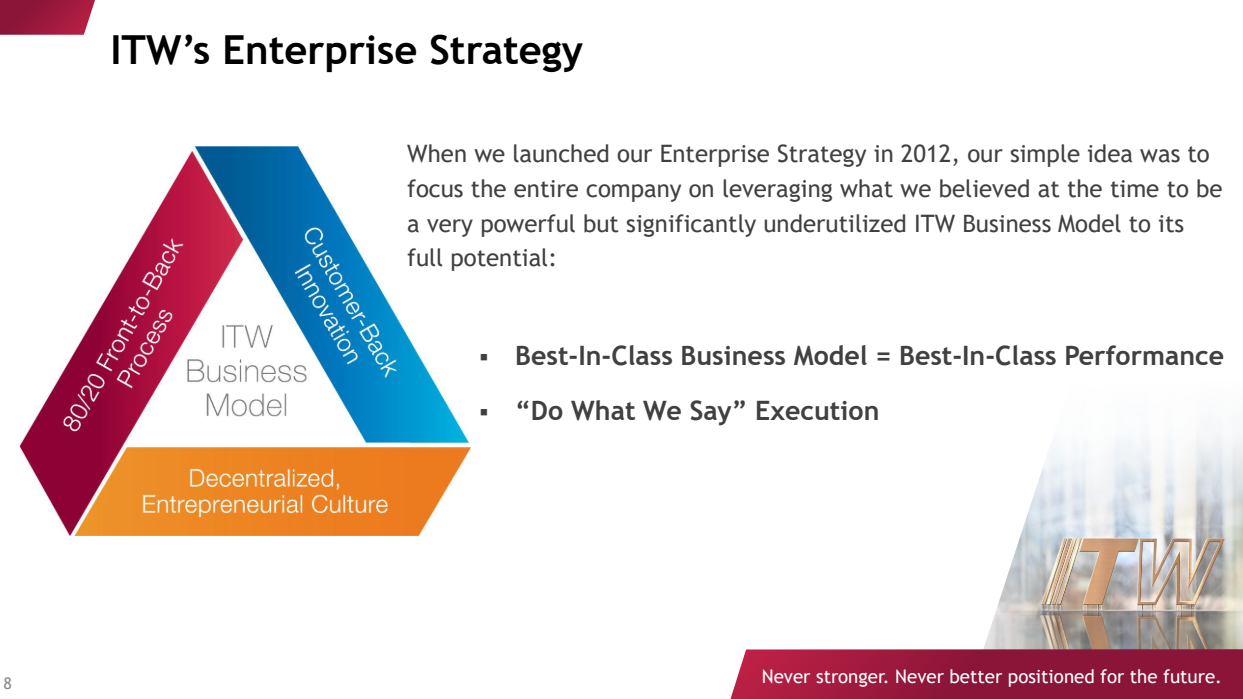 ITW’s Enterprise Strategy
When we launched our Enterprise Strategy in 2012, our simple idea was to
focus the entire company on leveraging what we believed at the time to be
a very powerful but significantly underutilized ITW Business Model to its
full potential:
80/20 Front-to-Back
Process
Customer-Back
Innovation
ITW
Business
Model
Decentralized,
Entrepreneurial Culture
▪ Best-In-Class Business Model = Best-In-Class Performance
▪ “Do What We Say” Execution
ITW
Never stronger. Never better positioned for the future.
8